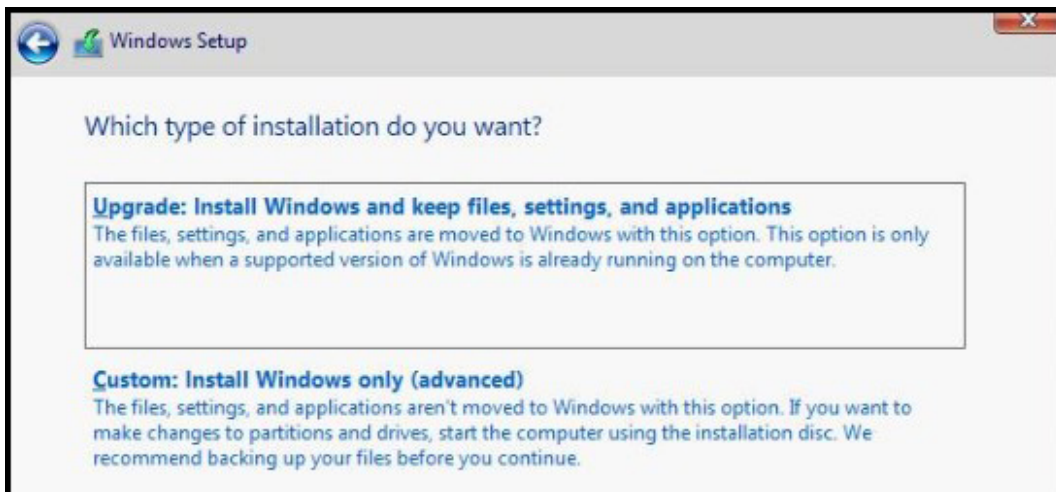 Windows Setup
Which type of installation do you want?
Upgrade: Install Windows and keep files, settings, and applications
The files, settings, and applications are moved to Windows with this option. This option is only
available when a supported version of Windows is already running on the computer.
Custom: Install Windows only (advanced)
The files, settings, and applications aren't moved to Windows with this option. If you want to
make changes to partitions and drives, start the computer using the installation disc. We
recommend backing up your files before you continue.